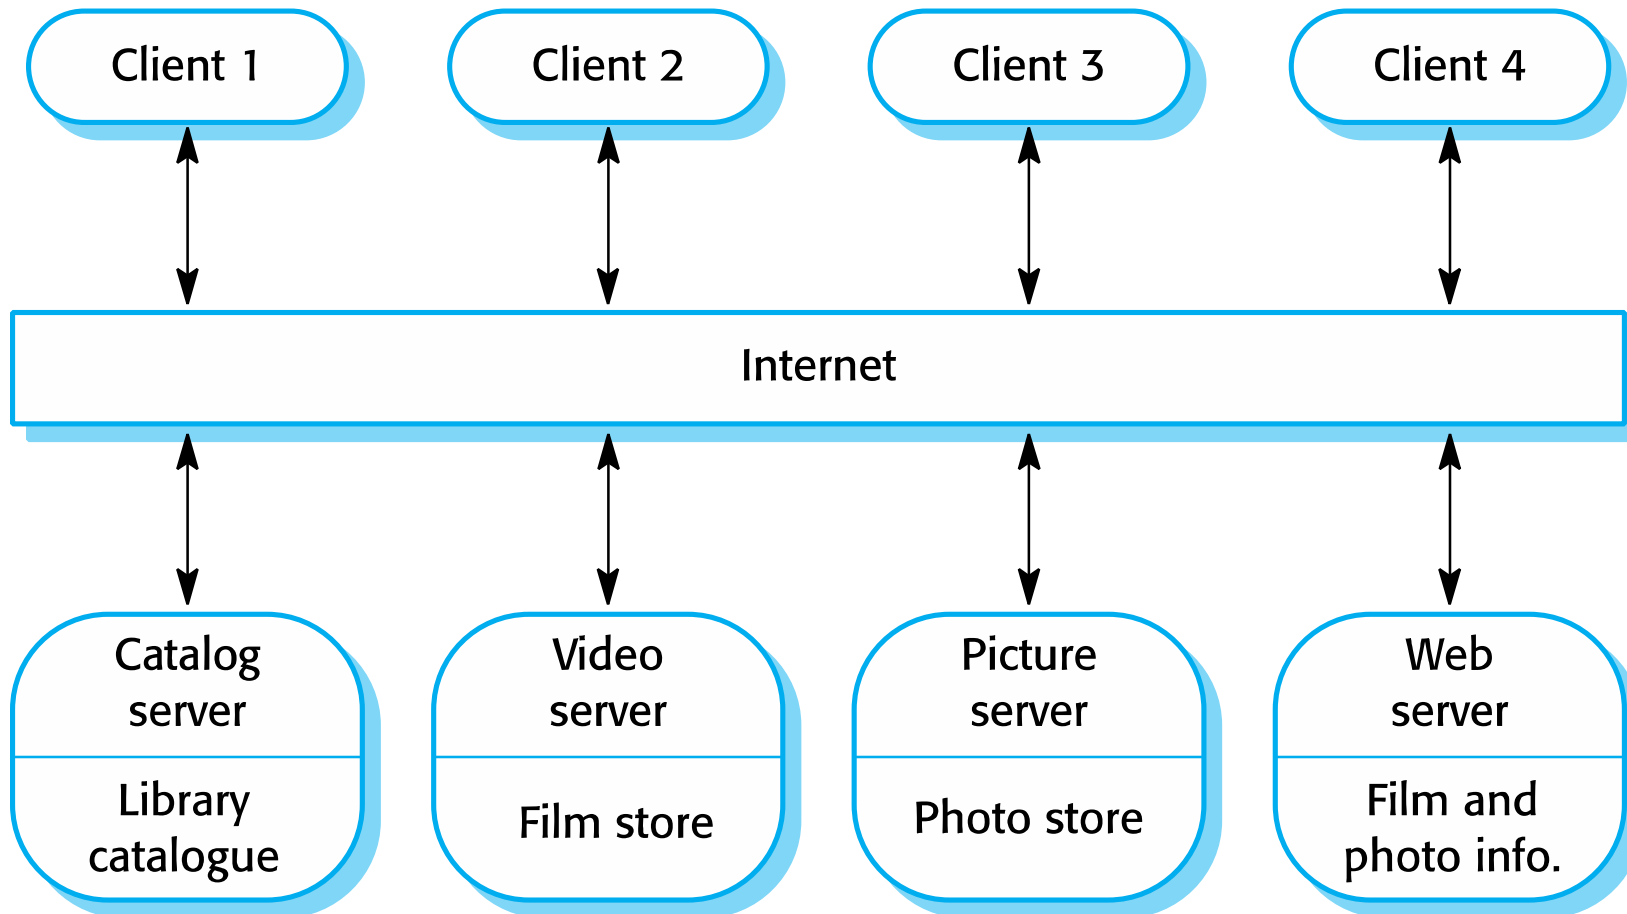 Client 1
Client 2
Client 3
Client 4
Internet
Catalog
server
Library
catalogue
Video
server
Film store
Picture
server
Photo store
Web
server
Film and
photo info.